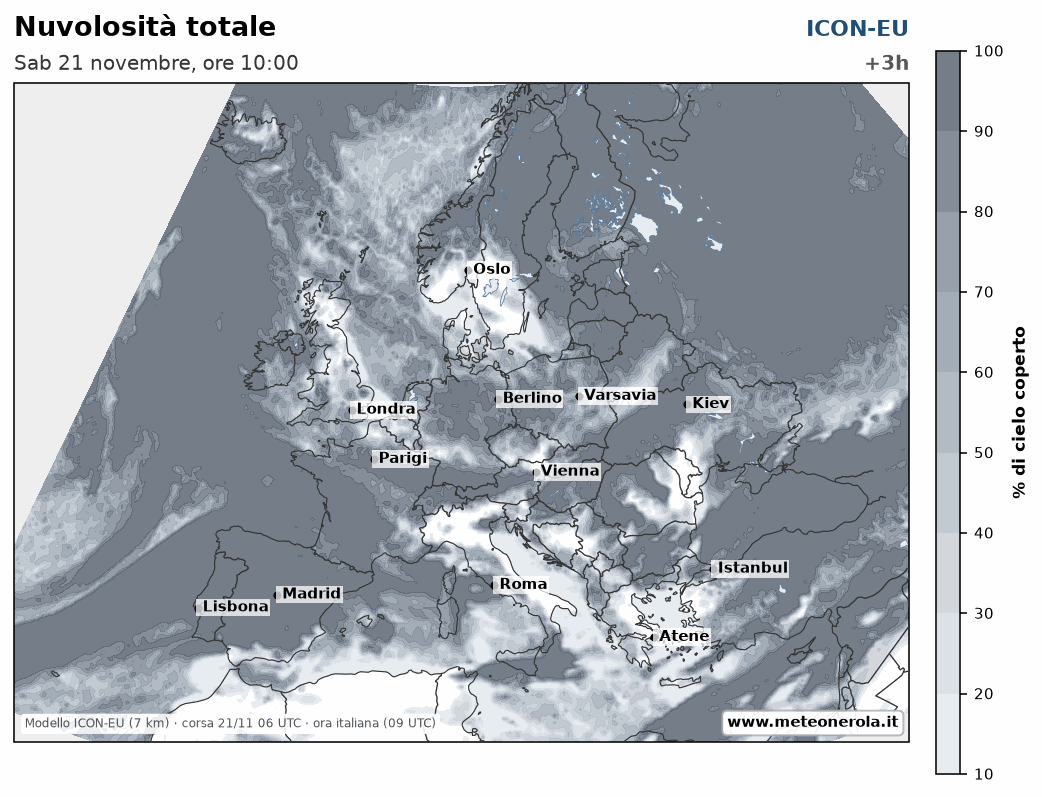 Nuvolosità totale
ICON-EU
Sab 21 novembre, ore 10:00
+3h
100
90
80
70
60
50
40
30
20
10
% di cielo coperto
Oslo
Berlino
Varsavia
Kiev
Londra
Parigi
Vienna
Istanbul
Roma
Madrid
Lisbona
Atene
Modello ICON-EU (7 km) · corsa 21/11 06 UTC · ora italiana (09 UTC)
www.meteonerola.it